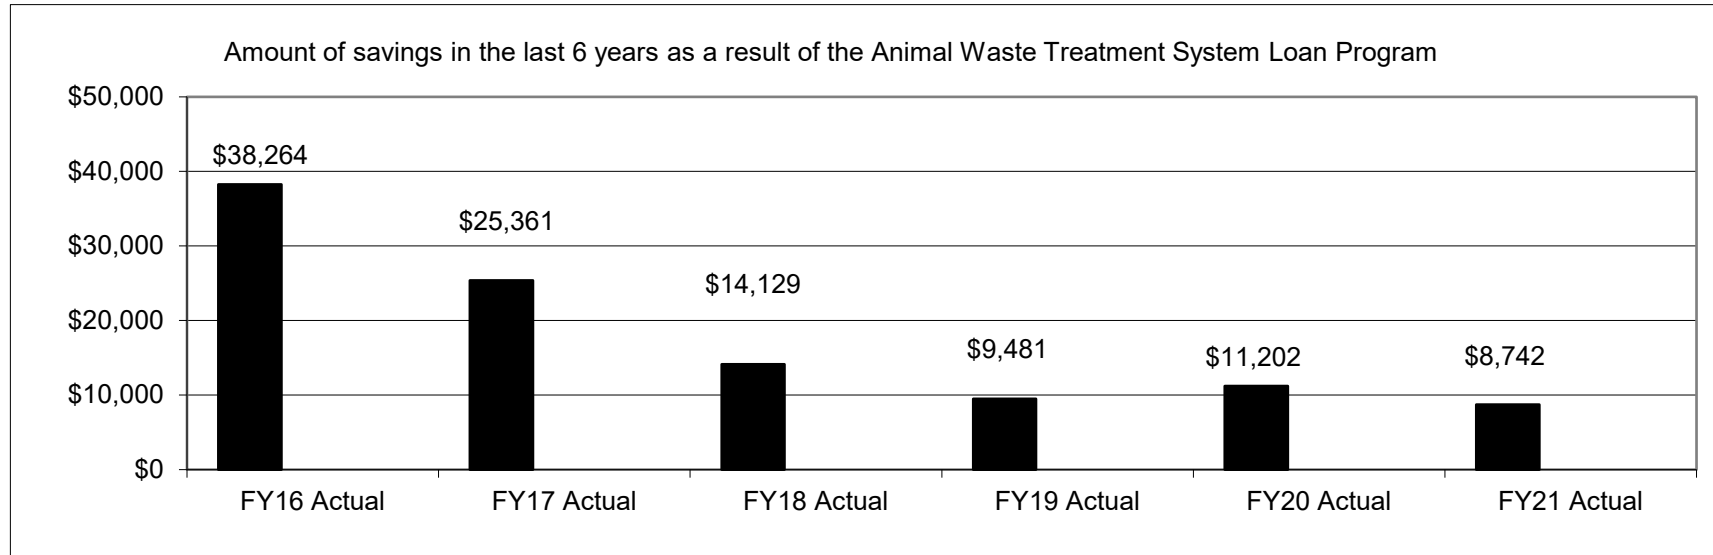 Amount of savings in the last 6 years as a result of the Animal Waste Treatment System Loan Program
$50,000
$40,000
$30,000
$20,000
$10,000
$0
$38,264
$25,361
$14,129
$9,481
$11,202
$8,742
FY16 Actual
FY17 Actual
FY18 Actual
FY19 Actual
FY20 Actual
FY21 Actual